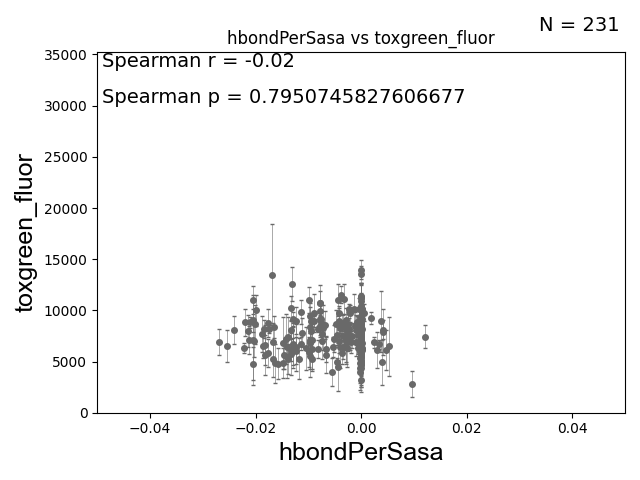 N = 231
hbondPerSasa vs toxgreen_fluor
Spearman r = -0.02
Spearman p = 0.7950745827606677
toxgreen_fluor
35000
30000
25000
20000
15000
10000
5000
0
−0.04 −0.02 0.00 0.02 0.04
hbondPerSasa